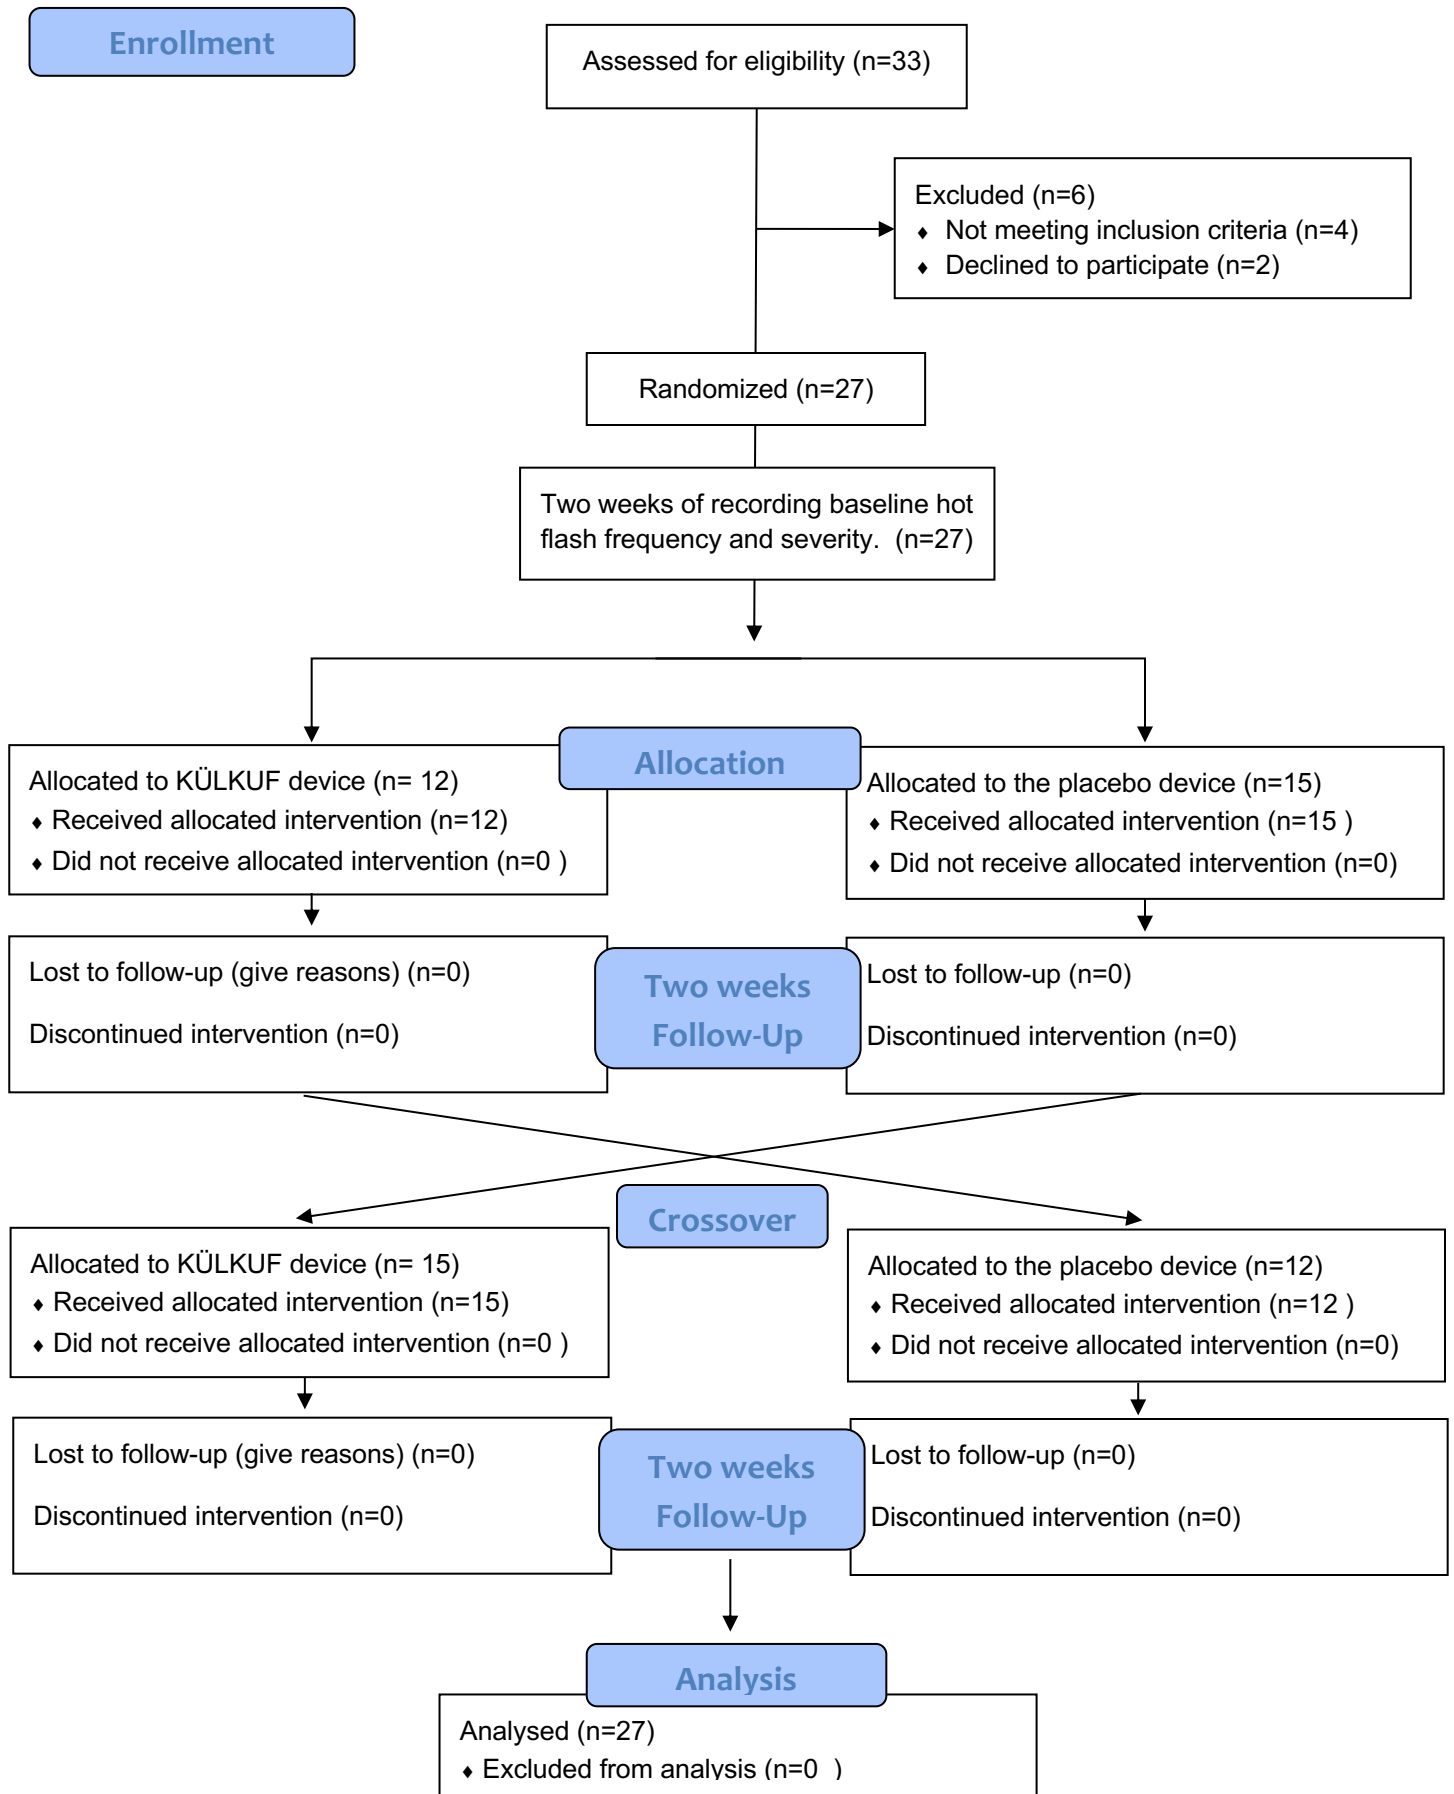 Enrollment
Assessed for eligibility (n=33)
Excluded (n=6)
♦ Not meeting inclusion criteria (n=4)
♦ Declined to participate (n=2)
Randomized (n=27)
Two weeks of recording baseline hot
flash frequency and severity.  (n=27)
Allocation
Allocated to KÜLKUF device (n= 12)
♦ Received allocated intervention (n=12)
♦ Did not receive allocated intervention (n=0 )
Allocated to the placebo device (n=15)
♦ Received allocated intervention (n=15 )
♦ Did not receive allocated intervention (n=0)
Two weeks
Follow-Up
Lost to follow-up (give reasons) (n=0)
Discontinued intervention (n=0)
Lost to follow-up (n=0)
Discontinued intervention (n=0)
Crossover
Allocated to KÜLKUF device (n= 15)
♦ Received allocated intervention (n=15)
♦ Did not receive allocated intervention (n=0 )
Allocated to the placebo device (n=12)
♦ Received allocated intervention (n=12 )
♦ Did not receive allocated intervention (n=0)
Two weeks
Follow-Up
Lost to follow-up (give reasons) (n=0)
Discontinued intervention (n=0)
Lost to follow-up (n=0)
Discontinued intervention (n=0)
Analysis
Analysed (n=27)
♦ Excluded from analysis (n=0  )